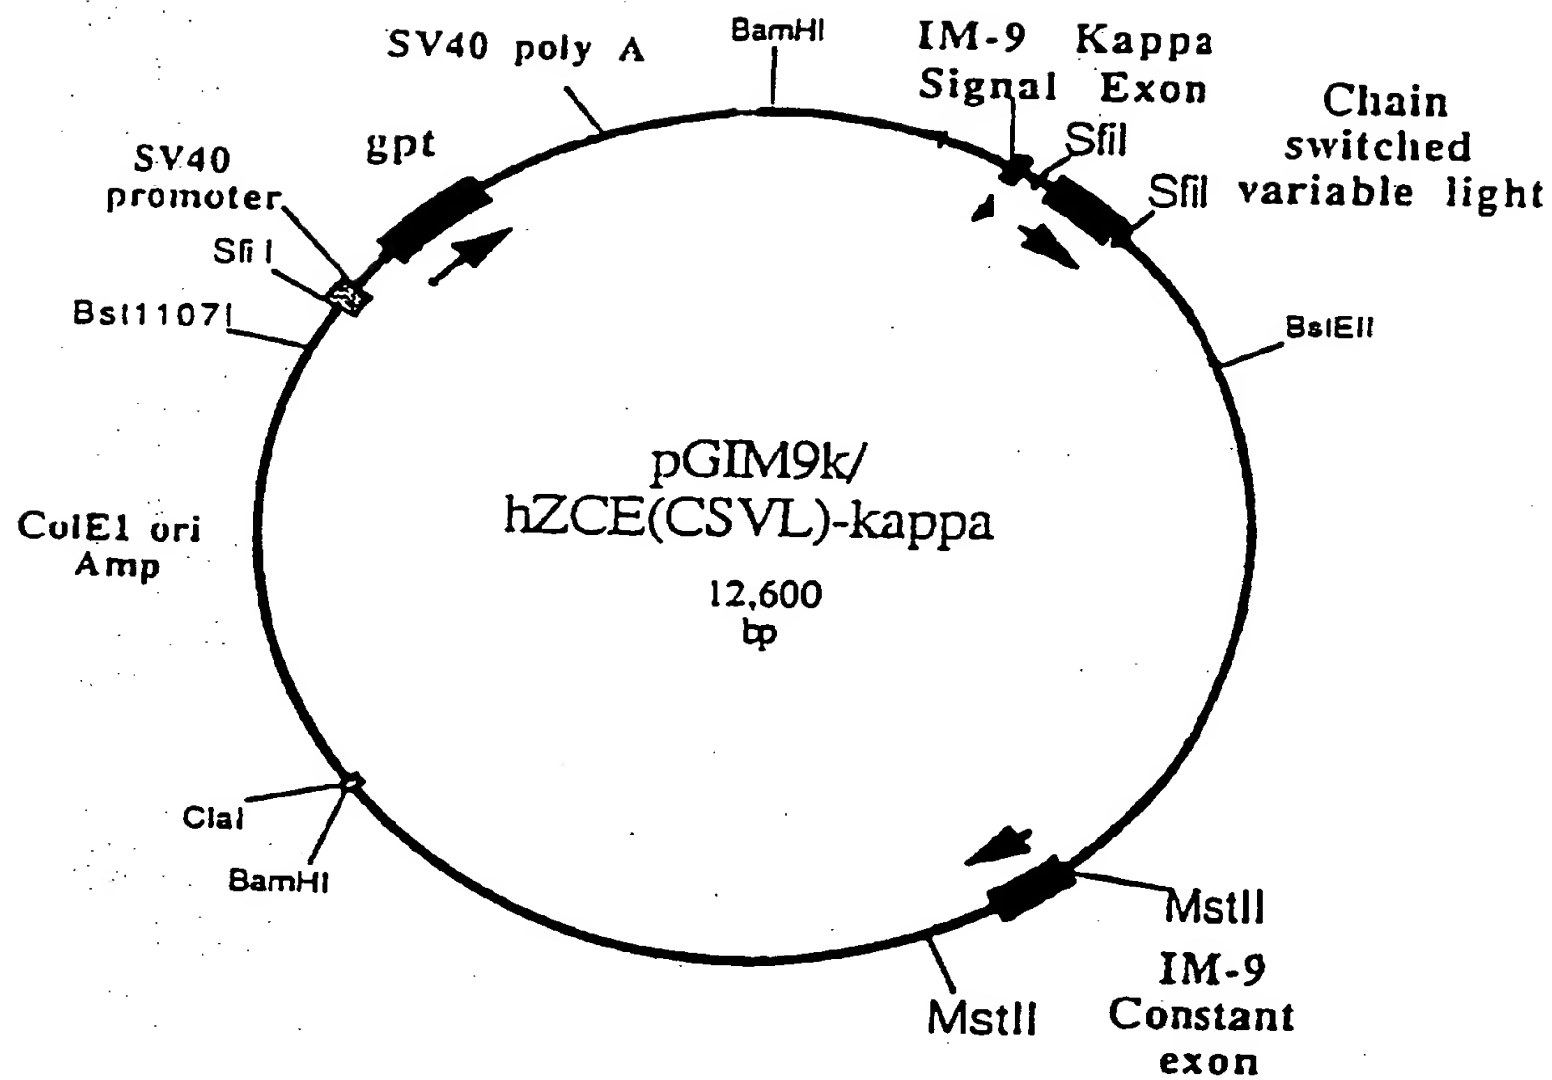 SV40 poly A
BamHI
IM-9 Kappa
Signal Exon
SfiI
Chain
switched
SfiI variable light
gpt
SV40
promoter
Sfi I
Bst1107I
BstEII
pGIM9k/
hZCE(CSVL)-kappa
12,600
bp
ColE1 ori
Amp
ClaI
BamHI
MstII
IM-9
Constant
exon
MstII